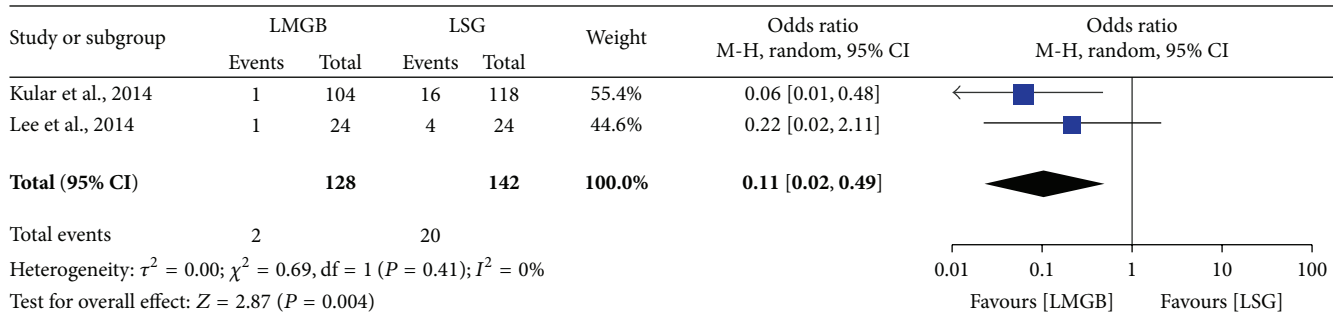 Study or subgroup LMGB LSG Weight Odds ratio M-H, random, 95% CI Odds ratio M-H, random, 95% CI
Events Total Events Total
Kular et al., 2014 1 104 16 118 55.4% 0.06 [0.01, 0.48]
Lee et al., 2014 1 24 4 24 44.6% 0.22 [0.02, 2.11]
Total (95% CI) 128 142 100.0% 0.11 [0.02, 0.49]
Total events 2 20
Heterogeneity: τ² = 0.00; χ² = 0.69, df = 1 (P = 0.41); I² = 0%
Test for overall effect: Z = 2.87 (P = 0.004)
0.01 0.1 1 10 100
Favours [LMGB] Favours [LSG]